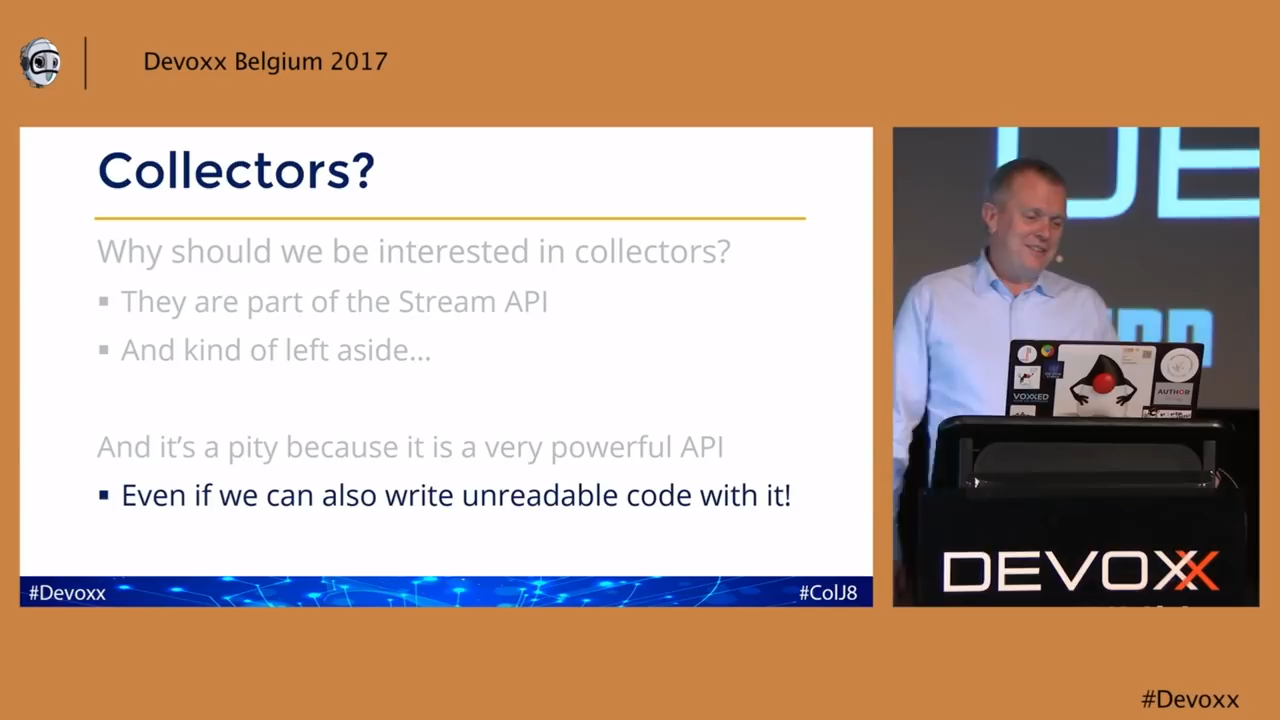 Devoxx Belgium 2017
Collectors?
Why should we be interested in collectors?
▪ They are part of the Stream API
▪ And kind of left aside...
And it's a pity because it is a very powerful API
▪ Even if we can also write unreadable code with it!
#Devoxx
#ColJ8
DE
VOXXED
AUTHOR
DEVOXX
#Devoxx